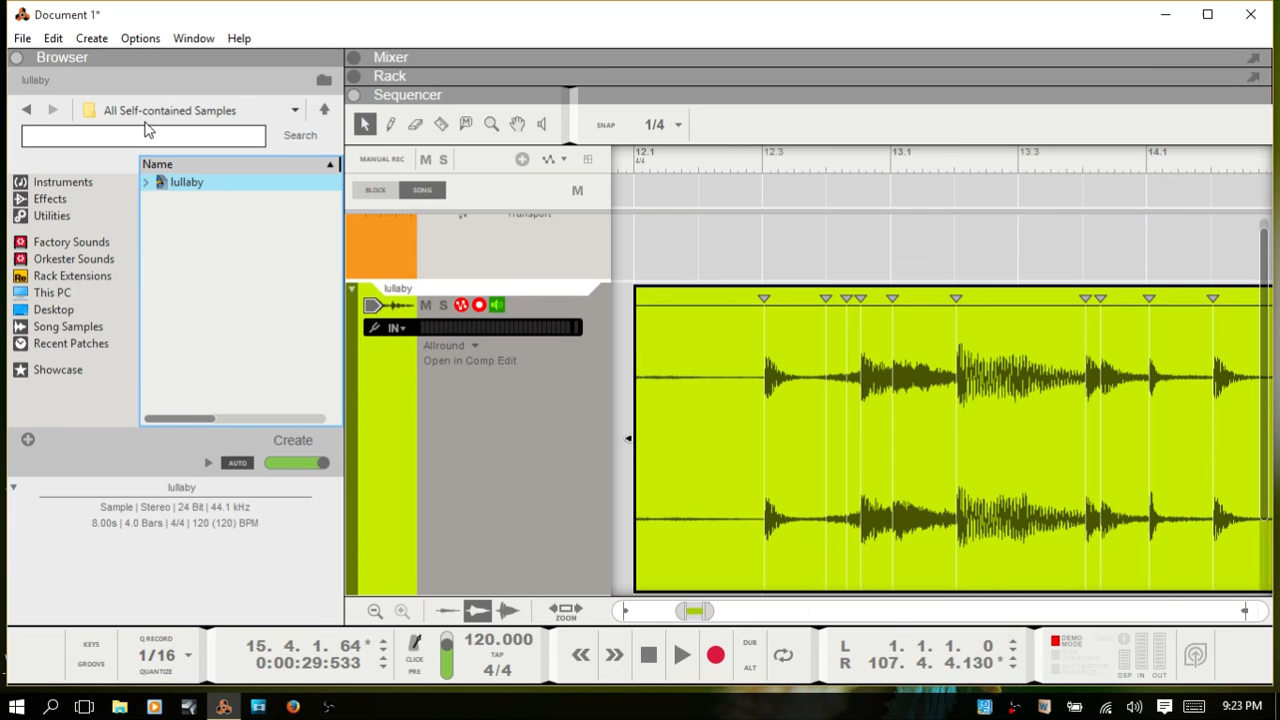 Document 1*
File Edit Create Options Window Help
Browser
lullaby
All Self-contained Samples
Search
Name
lullaby
Instruments
Effects
Utilities
Factory Sounds
Orkester Sounds
Rack Extensions
This PC
Desktop
Song Samples
Recent Patches
Showcase
Create
AUTO
lullaby
Sample | Stereo | 24 Bit | 44.1 kHz
8.00s | 4.0 Bars | 4/4 | 120 (120) BPM
Mixer
Rack
Sequencer
SNAP 1/4
MANUAL REC M S
BLOCK SONG M
12.1 12.3 13.1 13.3 14.1
4/4
Transport
lullaby
M S
IN
Allround
Open in Comp Edit
ZOOM
KEYS
GROOVE
Q RECORD
1/16
QUANTIZE
15. 4. 1. 64 *
0:00:29:533
CLICK
PRE
120.000
TAP
4/4
DUB
ALT
L 1. 1. 1. 0
R 107. 4. 4.130 *
DEMO
MODE
DSP IN OUT
9:23 PM